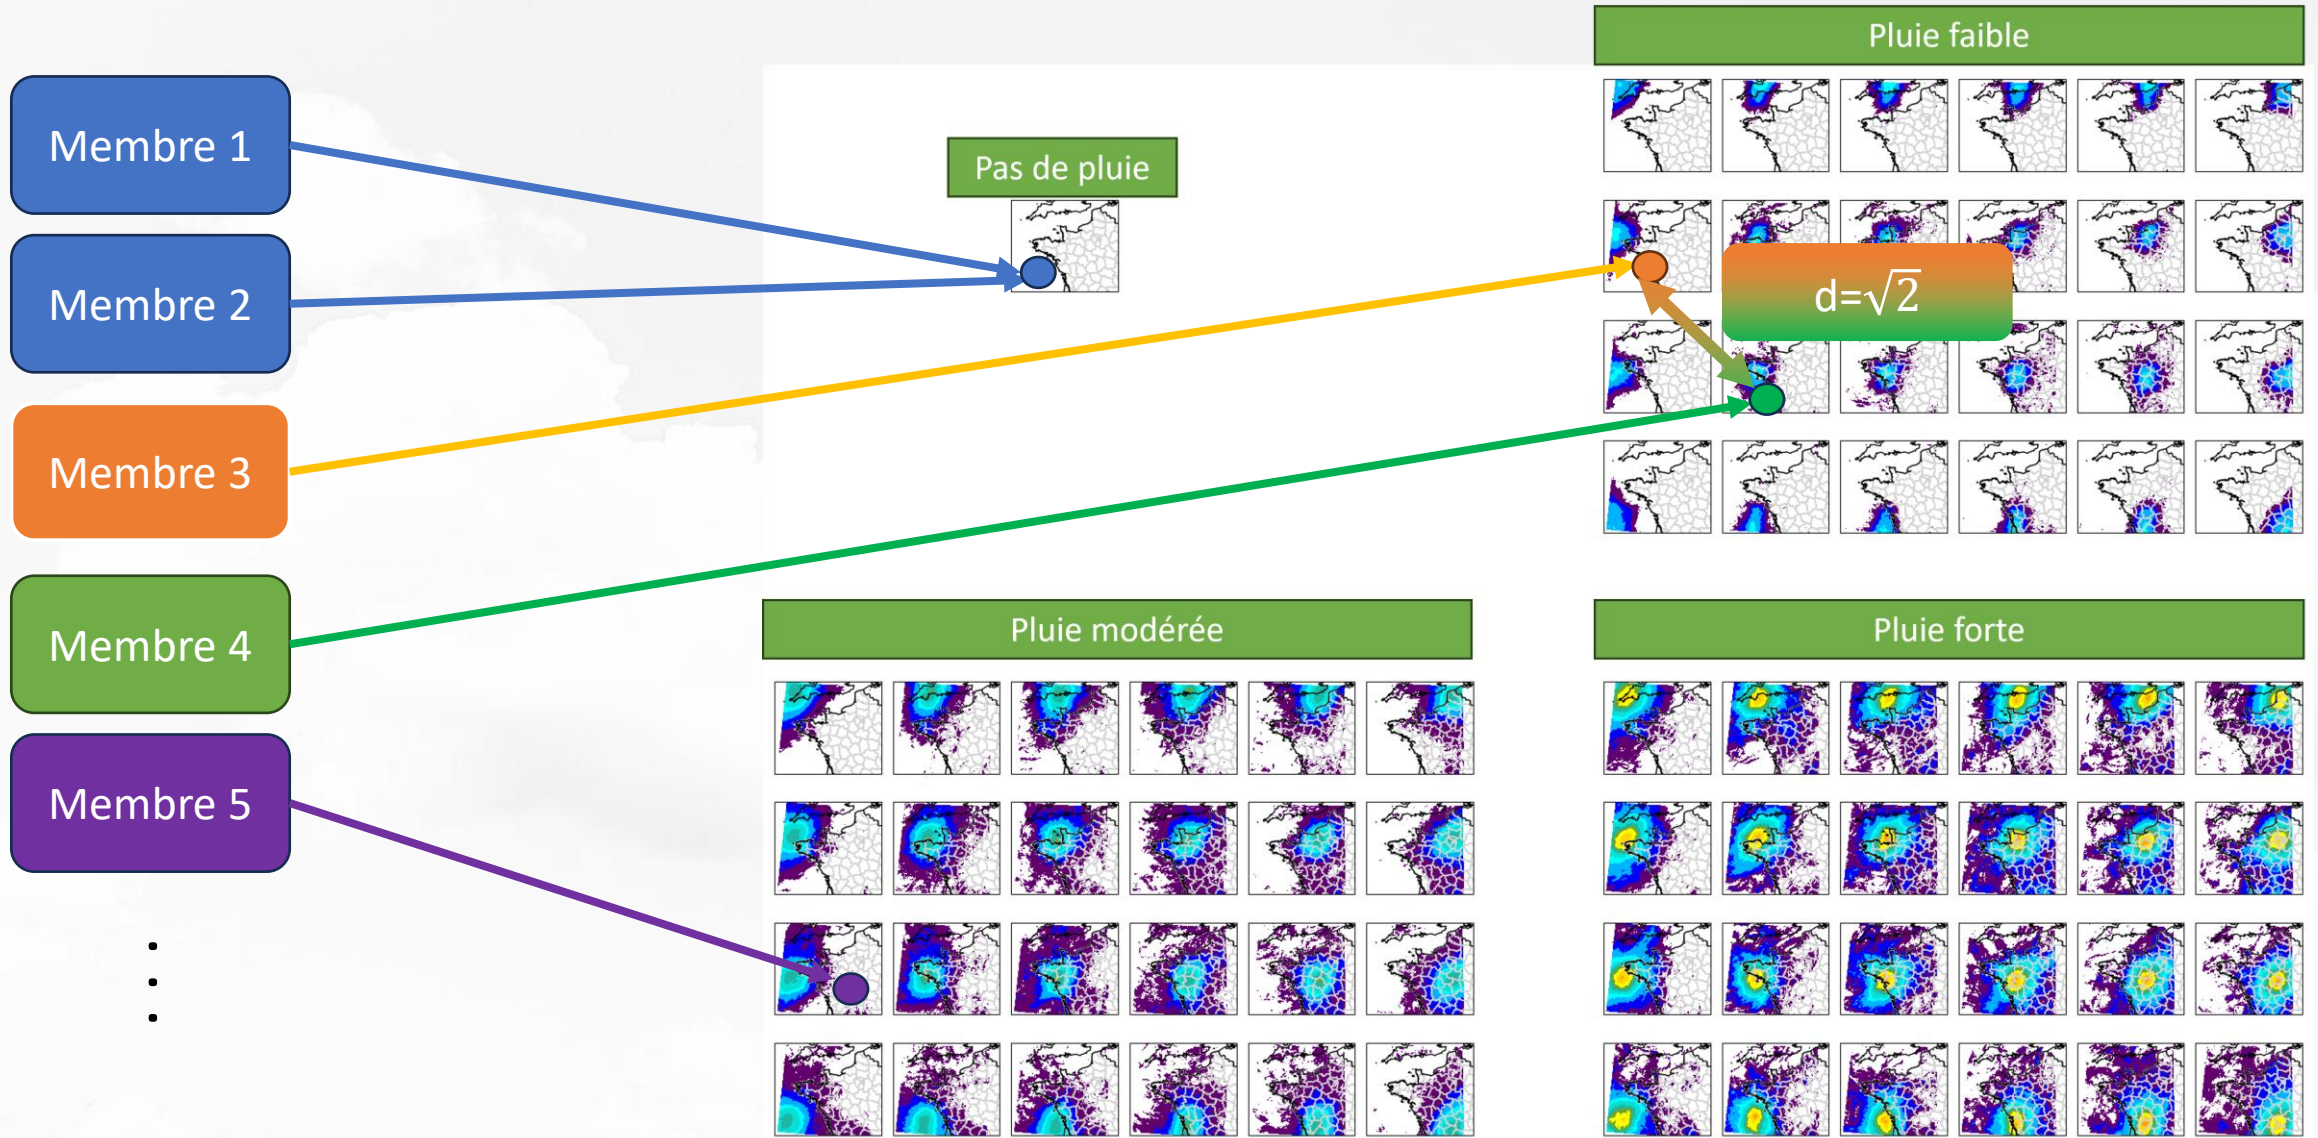 Membre 1
Membre 2
Membre 3
Membre 4
Membre 5
.
.
.
Pas de pluie
Pluie faible
d=√2
Pluie modérée
Pluie forte